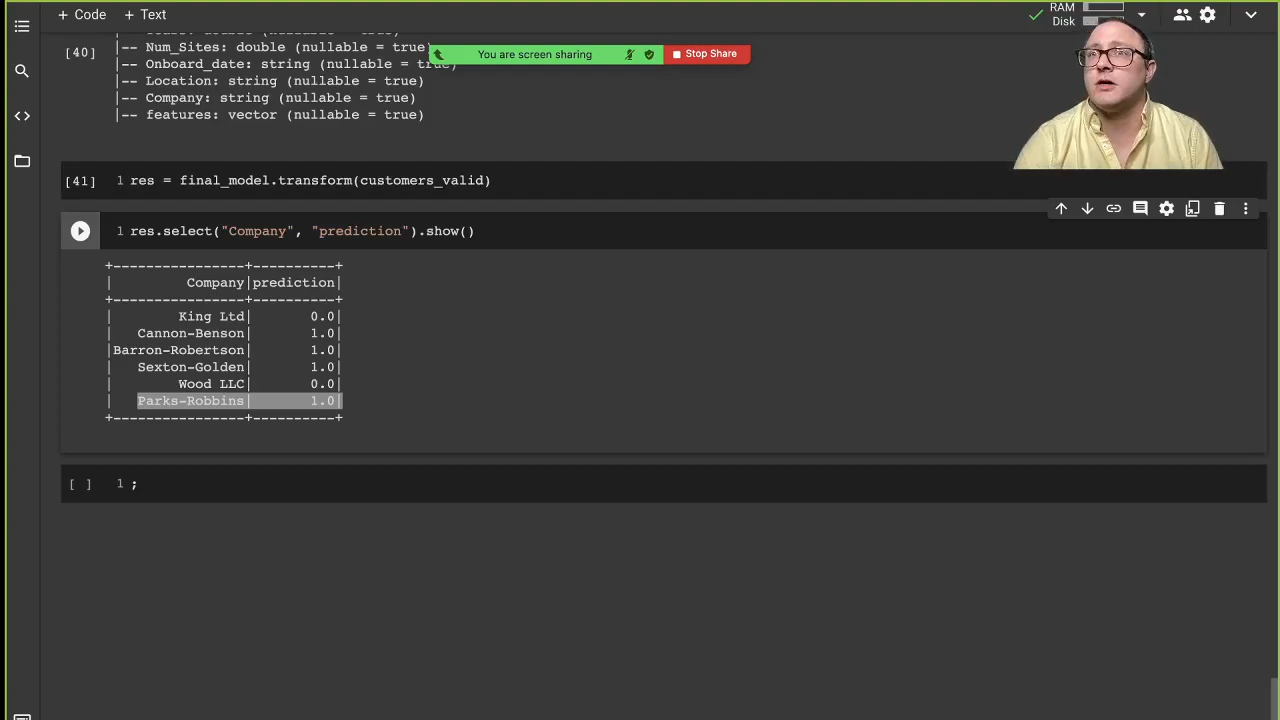 + Code + Text
RAM
Disk
[40]
|-- Num_Sites: double (nullable = true)
|-- Onboard_date: string (nullable = true)
|-- Location: string (nullable = true)
|-- Company: string (nullable = true)
|-- features: vector (nullable = true)
You are screen sharing
Stop Share
[41] 1 res = final_model.transform(customers_valid)
1 res.select("Company", "prediction").show()
+----------------+----------+
|         Company|prediction|
+----------------+----------+
|        King Ltd|       0.0|
|   Cannon-Benson|       1.0|
|Barron-Robertson|       1.0|
|   Sexton-Golden|       1.0|
|        Wood LLC|       0.0|
|   Parks-Robbins|       1.0|
+----------------+----------+
[ ] 1 ;